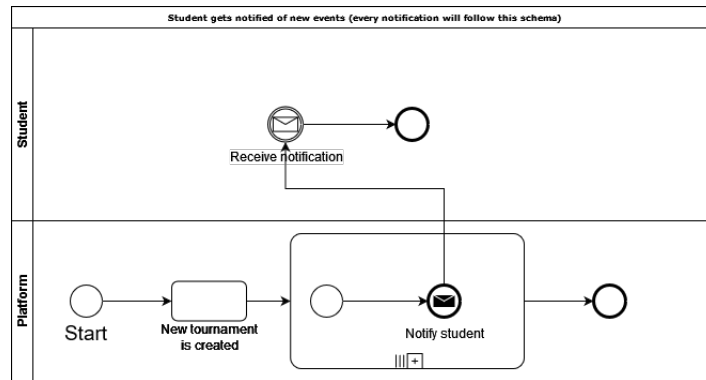 Student gets notified of new events (every notification will follow this schema)
Student
Receive notification
Platform
Start
New tournament
is created
Notify student